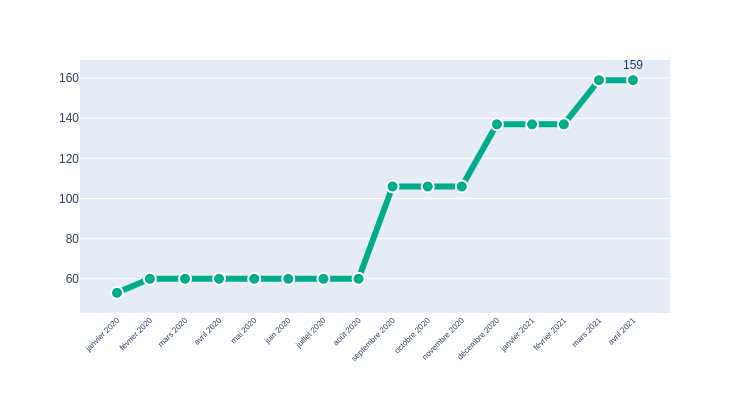 159
160
140
120
100
80
60
janvier 2020
février 2020
mars 2020
avril 2020
mai 2020
juin 2020
juillet 2020
août 2020
septembre 2020
octobre 2020
novembre 2020
décembre 2020
janvier 2021
février 2021
mars 2021
avril 2021